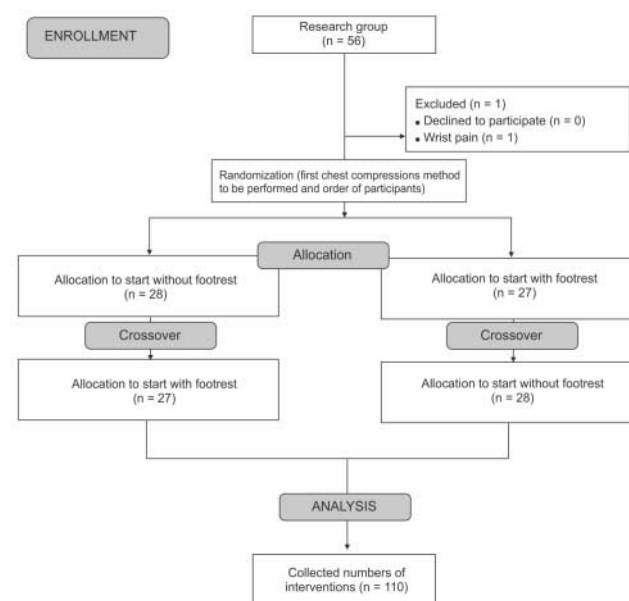 ENROLLMENT
Research group
(n = 56)
Excluded (n = 1)
• Declined to participate (n = 0)
• Wrist pain (n = 1)
Randomization (first chest compressions method
to be performed and order of participants)
Allocation
Allocation to start without footrest
(n = 28)
Allocation to start with footrest
(n = 27)
Crossover
Crossover
Allocation to start with footrest
(n = 27)
Allocation to start without footrest
(n = 28)
ANALYSIS
Collected numbers of
interventions (n = 110)